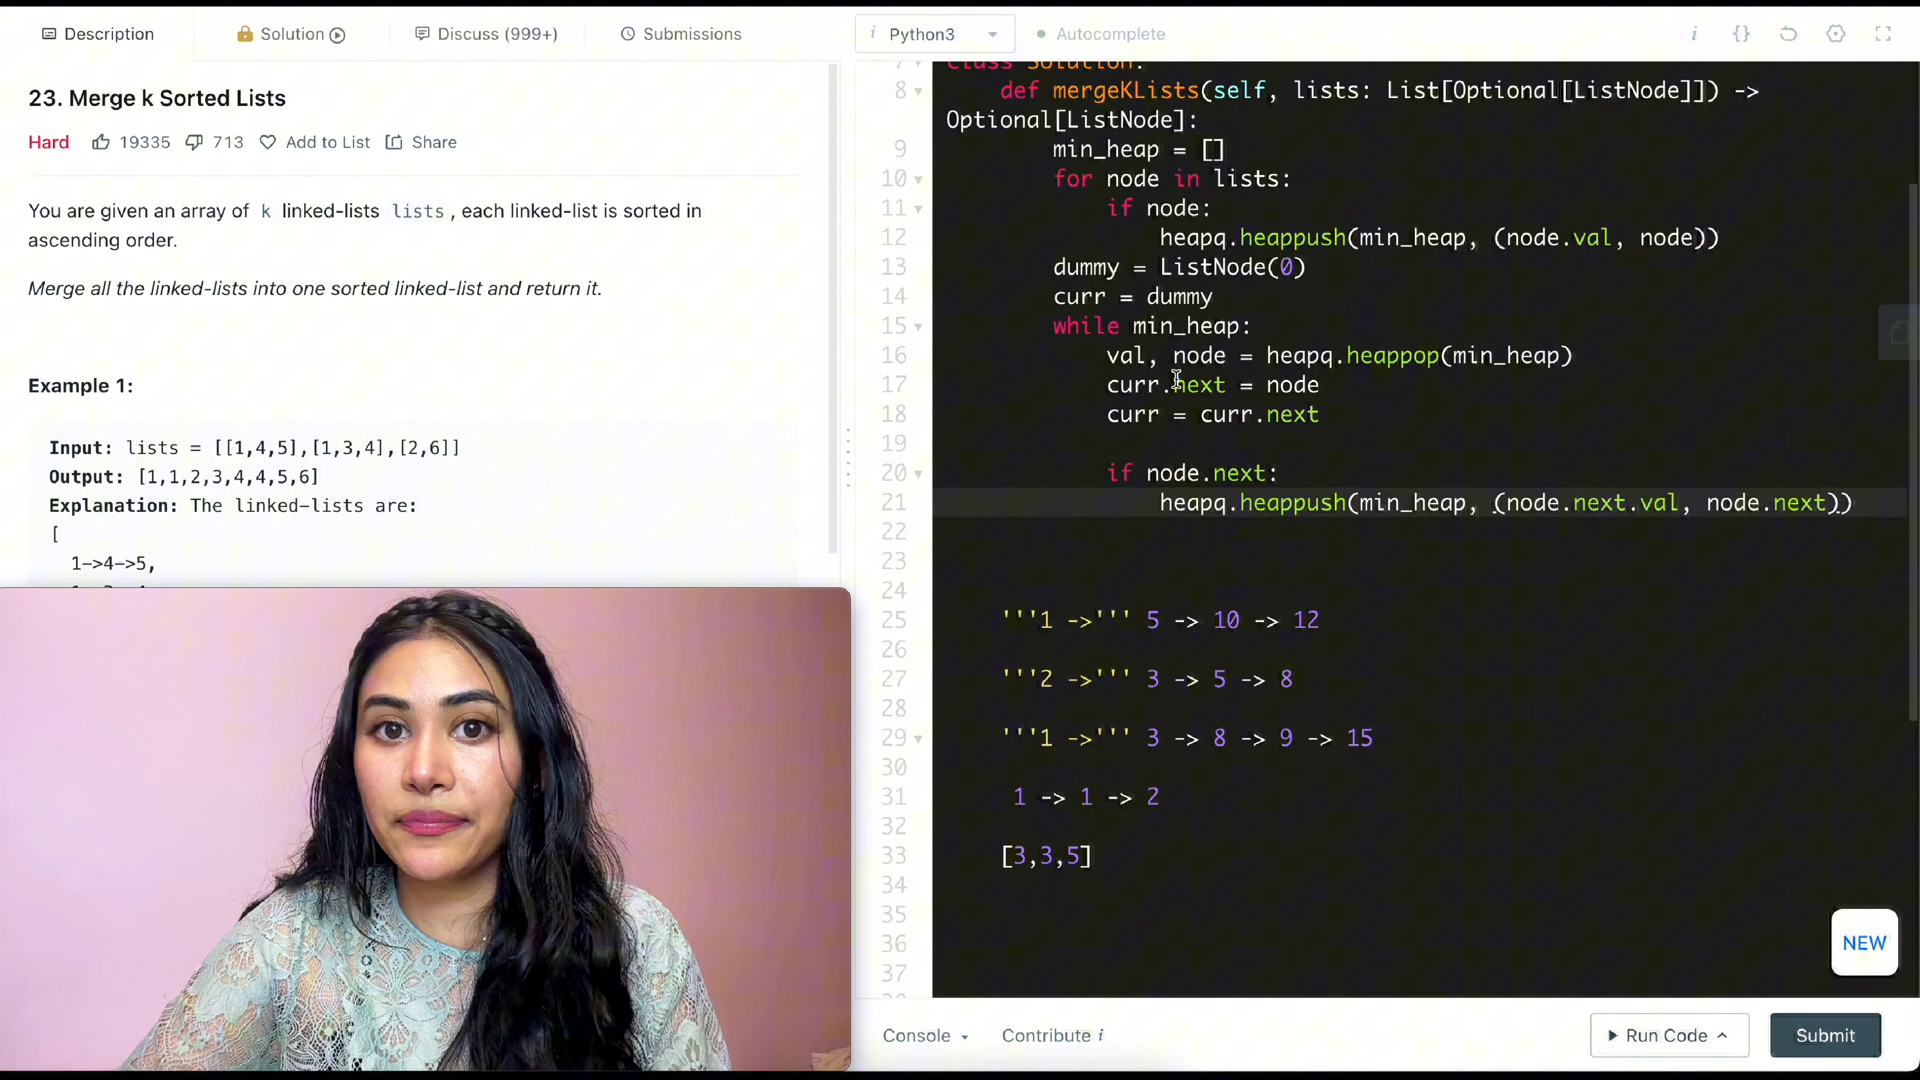 Description
Solution
Discuss (999+)
Submissions
i Python3
Autocomplete
i {}
23. Merge k Sorted Lists
Hard 19335 713 Add to List Share
You are given an array of k linked-lists lists , each linked-list is sorted in
ascending order.
Merge all the linked-lists into one sorted linked-list and return it.
Example 1:
Input: lists = [[1,4,5],[1,3,4],[2,6]]
Output: [1,1,2,3,4,4,5,6]
Explanation: The linked-lists are:
[
1->4->5,
7 class Solution:
8 def mergeKLists(self, lists: List[Optional[ListNode]]) ->
Optional[ListNode]:
9 min_heap = []
10 for node in lists:
11 if node:
12 heapq.heappush(min_heap, (node.val, node))
13 dummy = ListNode(0)
14 curr = dummy
15 while min_heap:
16 val, node = heapq.heappop(min_heap)
17 curr.next = node
18 curr = curr.next
19
20 if node.next:
21 heapq.heappush(min_heap, (node.next.val, node.next))
22
23
24
25 '''1 ->''' 5 -> 10 -> 12
26
27 '''2 ->''' 3 -> 5 -> 8
28
29 '''1 ->''' 3 -> 8 -> 9 -> 15
30
31 1 -> 1 -> 2
32
33 [3,3,5]
34
35
36
37
NEW
Console
Contribute i
Run Code
Submit